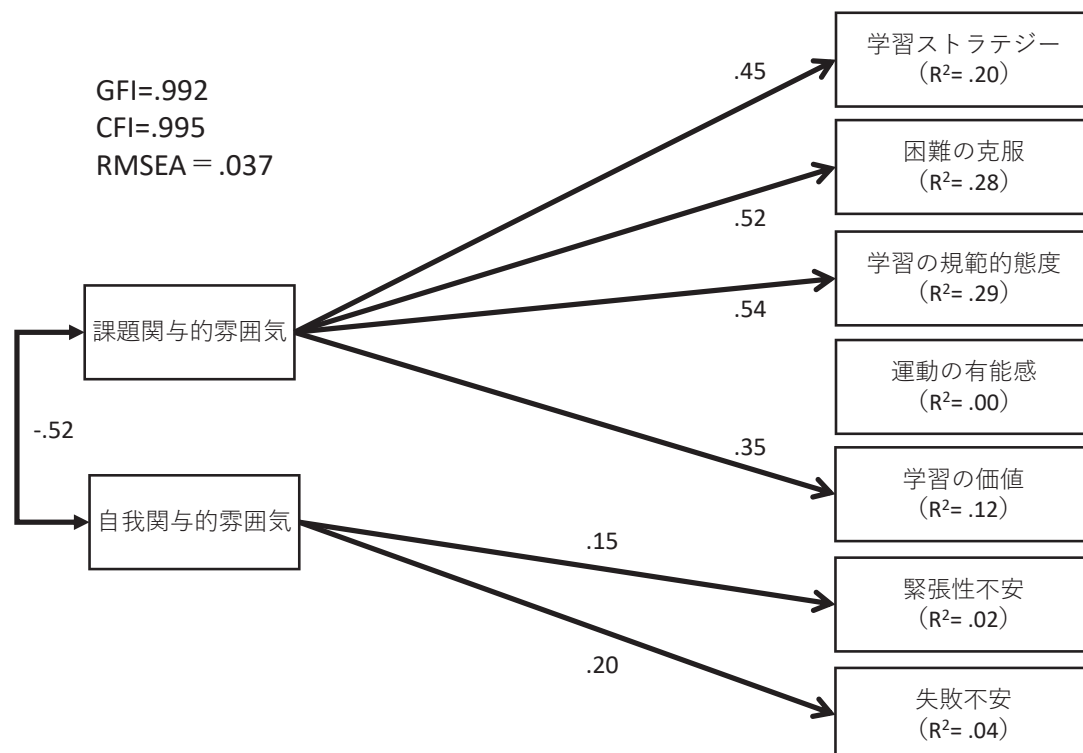 GFI=.992
CFI=.995
RMSEA＝.037
課題関与的雰囲気
-.52
自我関与的雰囲気
.45
.52
.54
.35
.15
.20
学習ストラテジー
（R²= .20）
困難の克服
（R²= .28）
学習の規範的態度
（R²= .29）
運動の有能感
（R²= .00）
学習の価値
（R²= .12）
緊張性不安
（R²= .02）
失敗不安
（R²= .04）